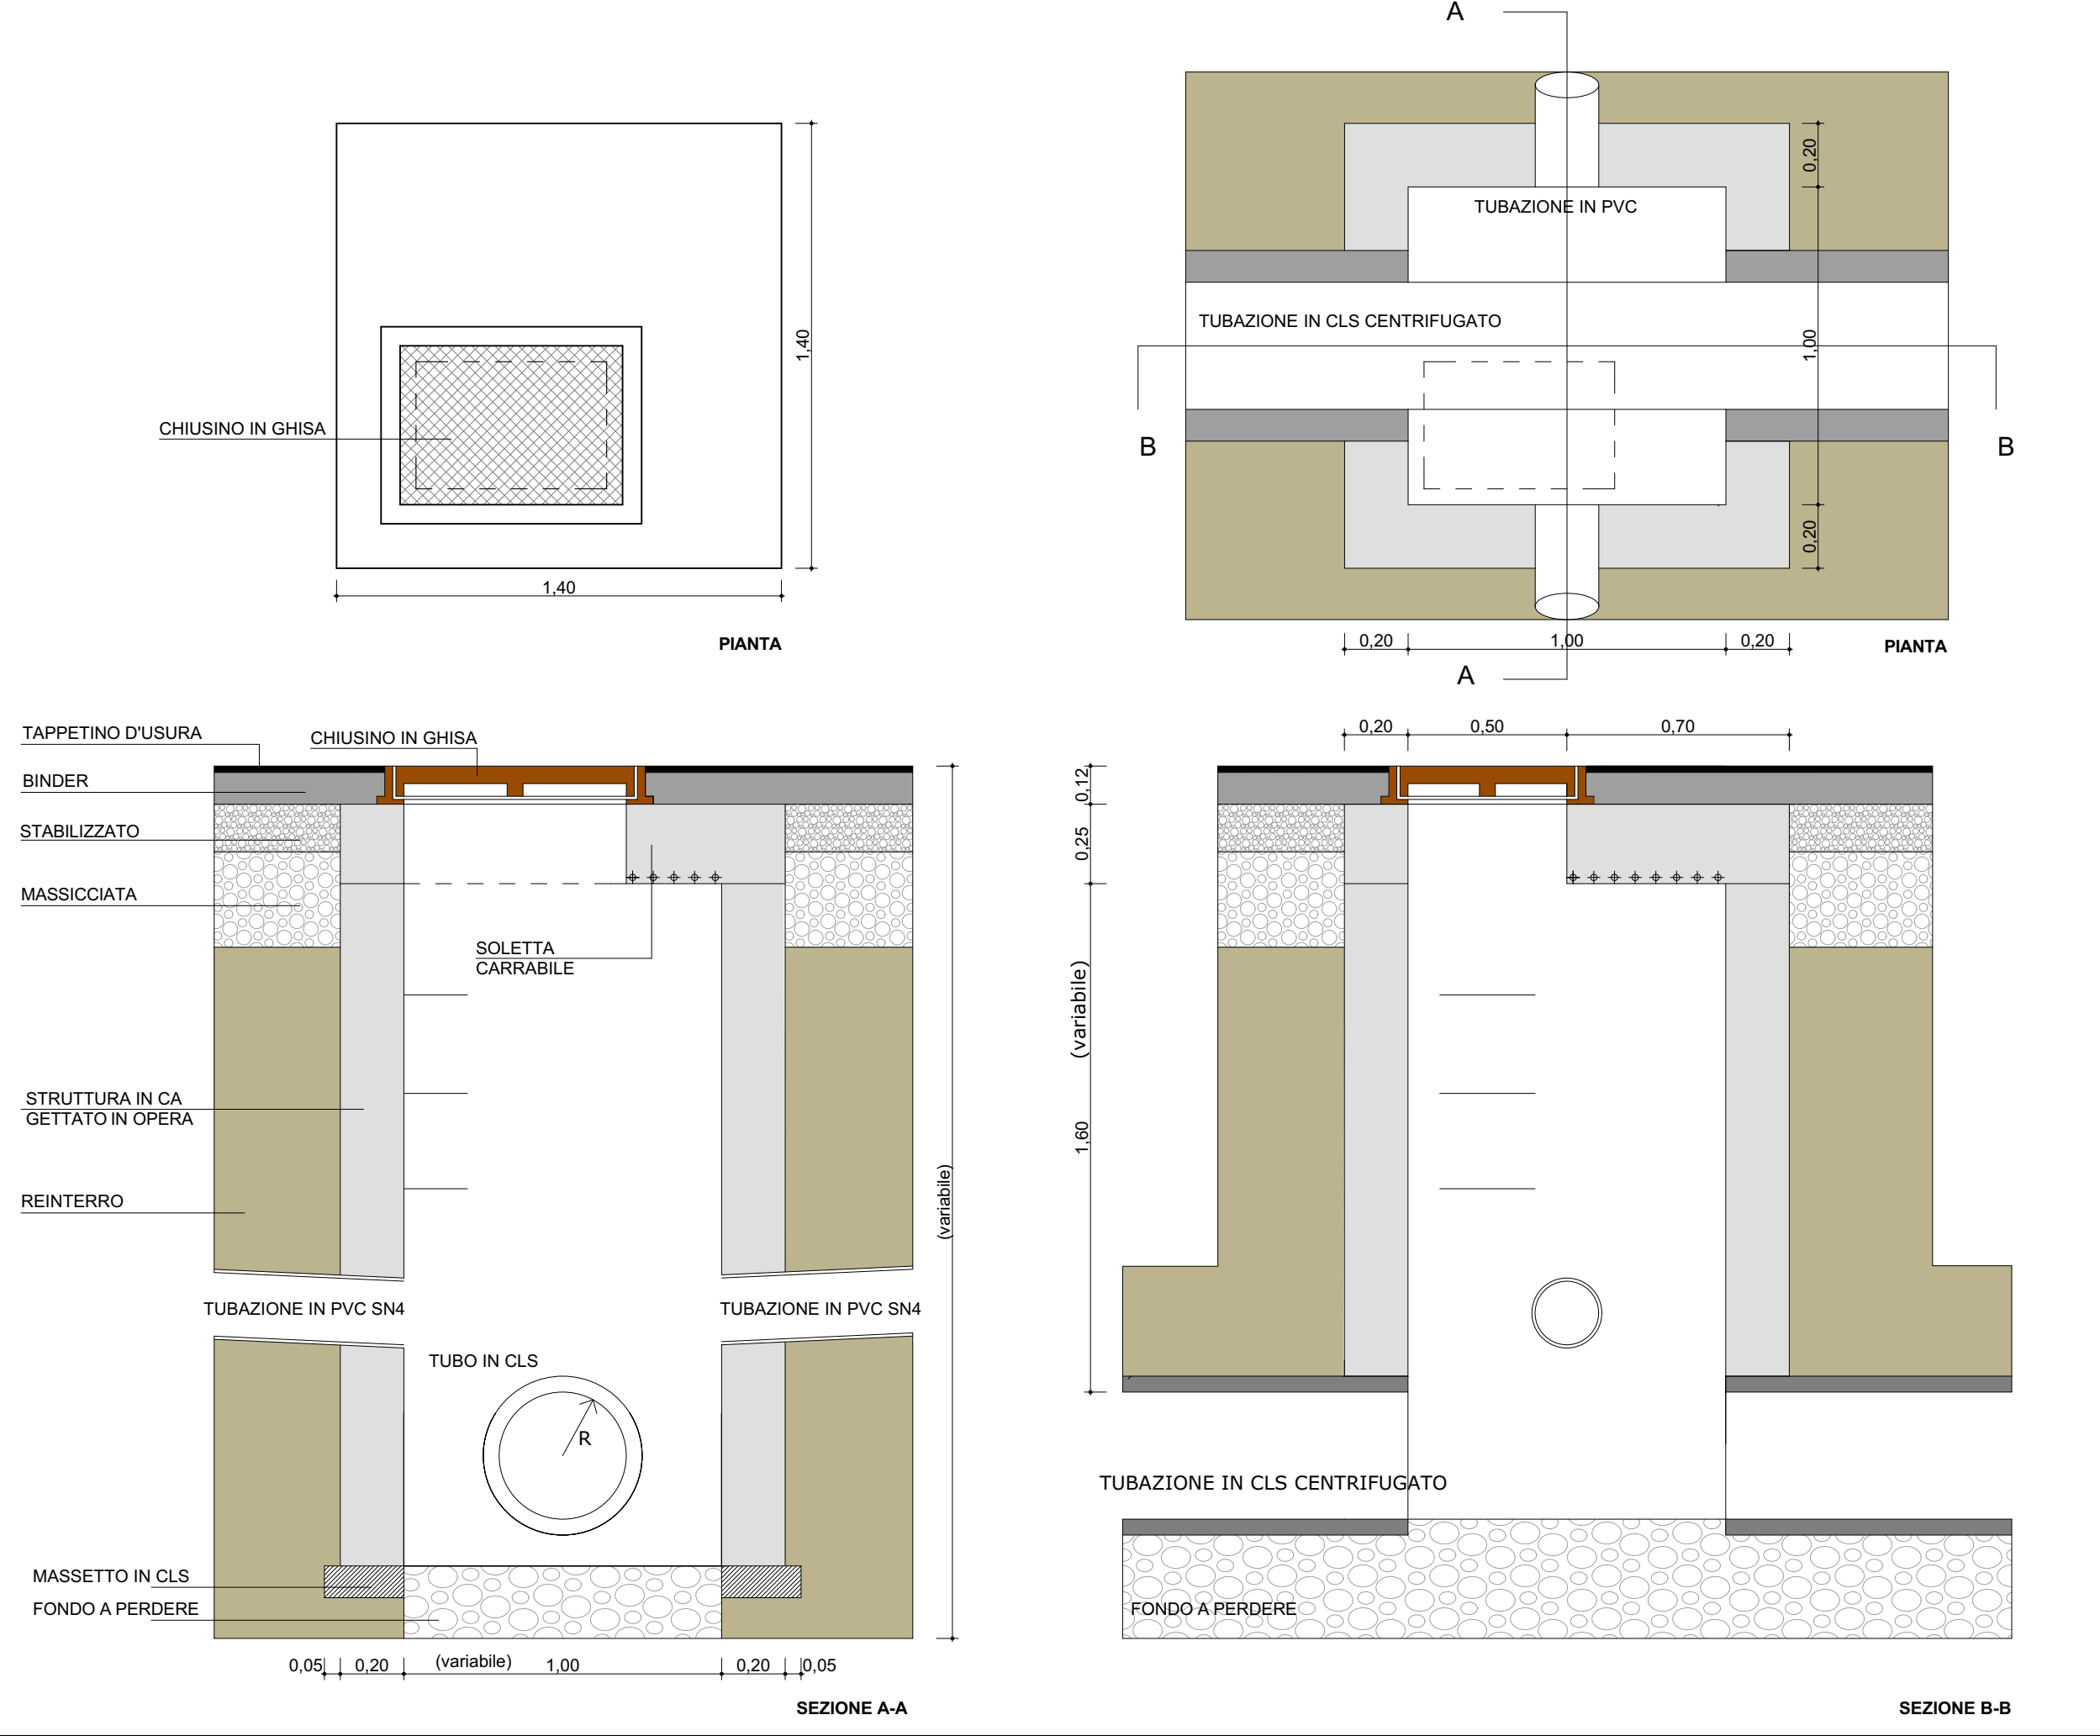 CHIUSINO IN GHISA
1,40
1,40
PIANTA
A
0,20
TUBAZIONE IN PVC
TUBAZIONE IN CLS CENTRIFUGATO
1,00
B
B
0,20
0,20
1,00
0,20
PIANTA
A
TAPPETINO D'USURA
CHIUSINO IN GHISA
BINDER
STABILIZZATO
MASSICCIATA
SOLETTA
CARRABILE
STRUTTURA IN CA
GETTATO IN OPERA
REINTERRO
(variabile)
TUBAZIONE IN PVC SN4
TUBAZIONE IN PVC SN4
TUBO IN CLS
R
MASSETTO IN CLS
FONDO A PERDERE
0,05
0,20
(variabile)
1,00
0,20
0,05
SEZIONE A-A
0,20
0,50
0,70
0,12
0,25
(variabile)
1,60
TUBAZIONE IN CLS CENTRIFUGATO
FONDO A PERDERE
SEZIONE B-B